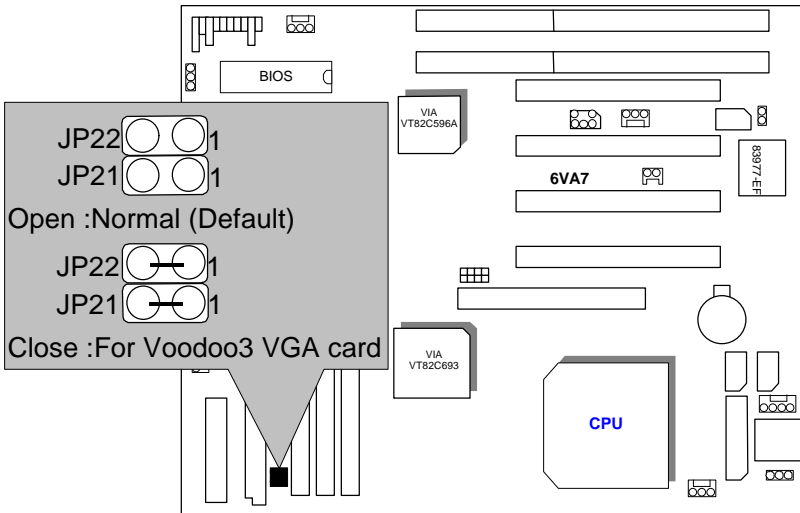 BIOS
VIA
VT82C596A
JP22 1
JP21 1
Open :Normal (Default)
JP22 1
JP21 1
Close :For Voodoo3 VGA card
6VA7
83977-EF
VIA
VT82C693
CPU